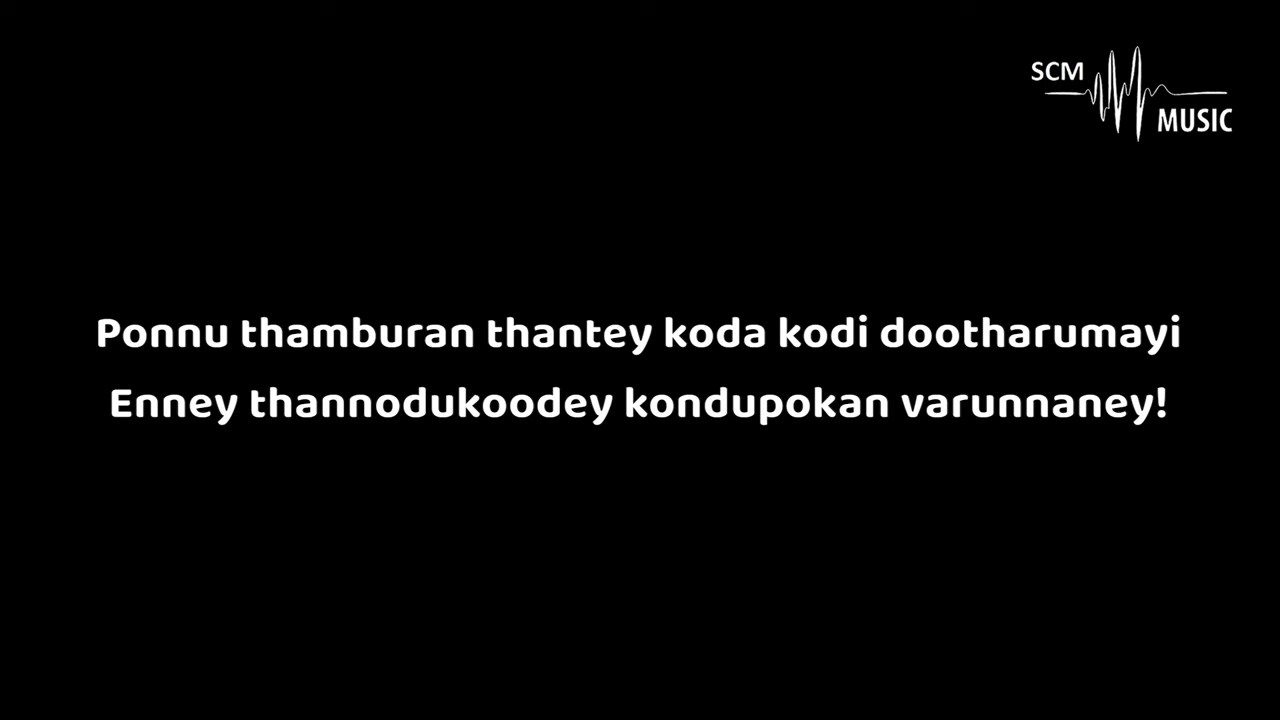 SCM
MUSIC
Ponnu thamburan thantey koda kodi dootharumayi
Enney thannodukoodey kondupokan varunnaney!